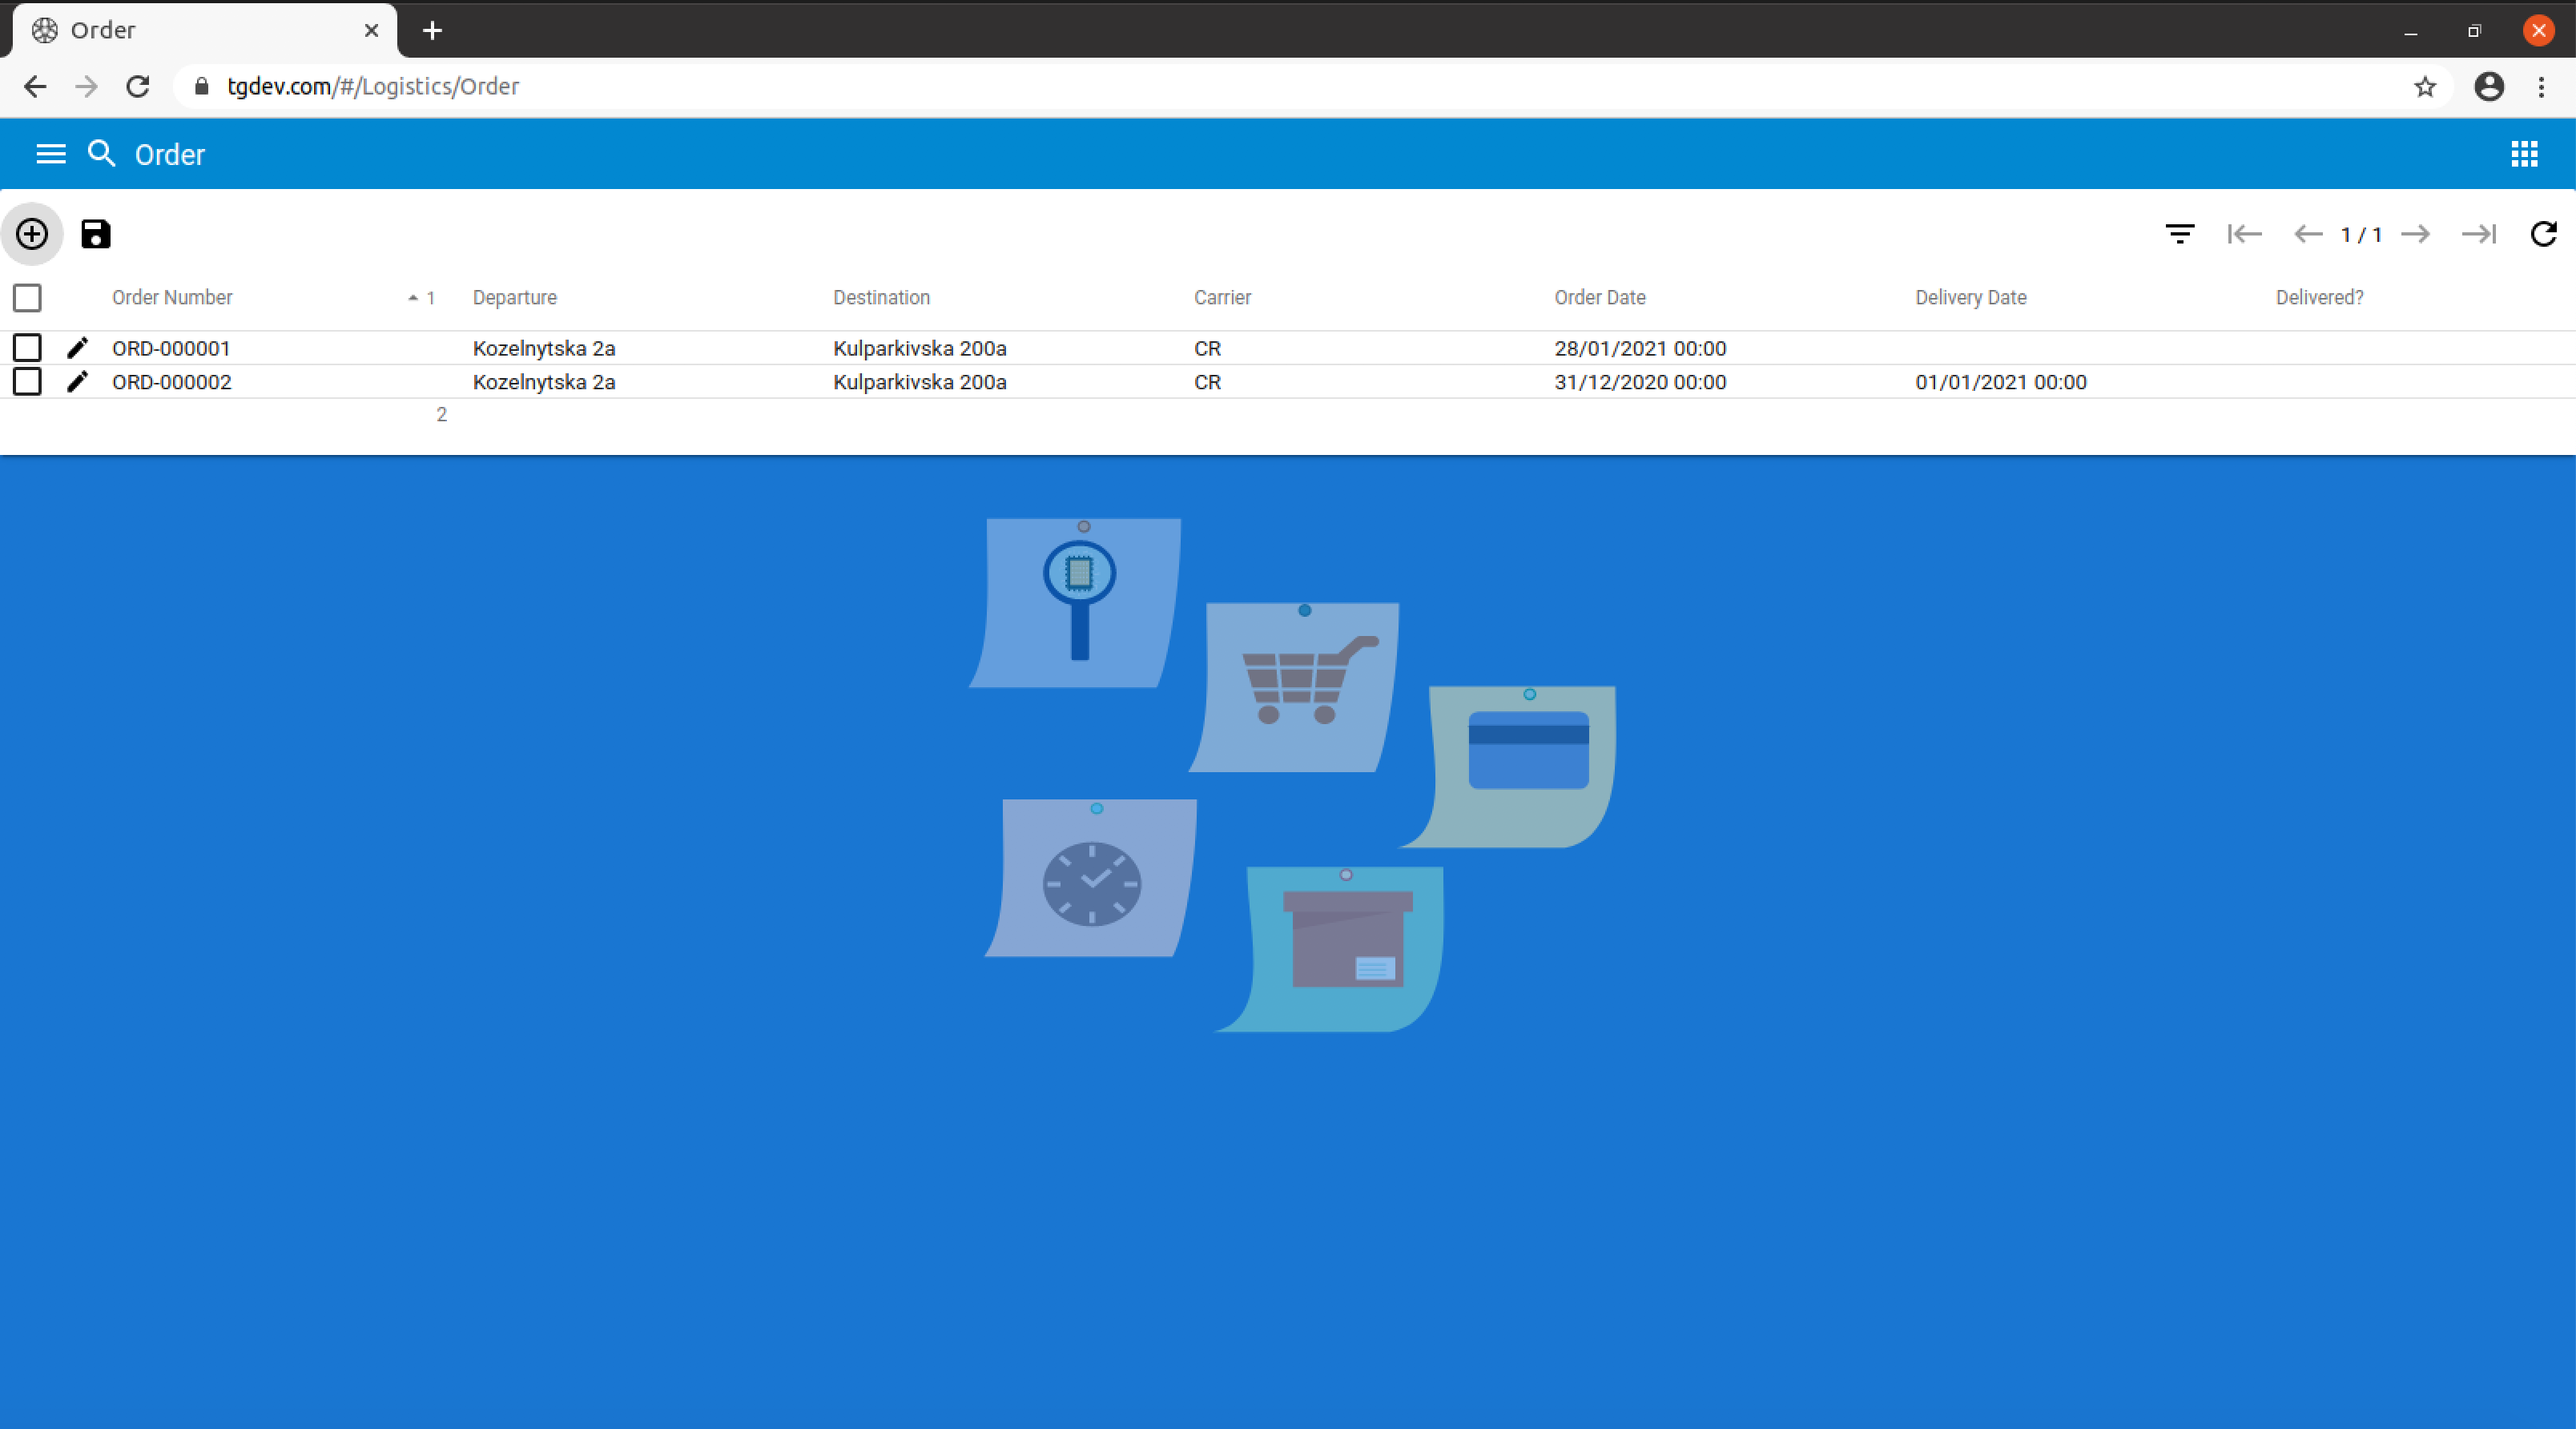 Order
tgdev.com/#/Logistics/Order
Order
1 / 1
Order Number 1 Departure Destination Carrier Order Date Delivery Date Delivered?
ORD-000001 Kozelnytska 2a Kulparkivska 200a CR 28/01/2021 00:00
ORD-000002 Kozelnytska 2a Kulparkivska 200a CR 31/12/2020 00:00 01/01/2021 00:00
2